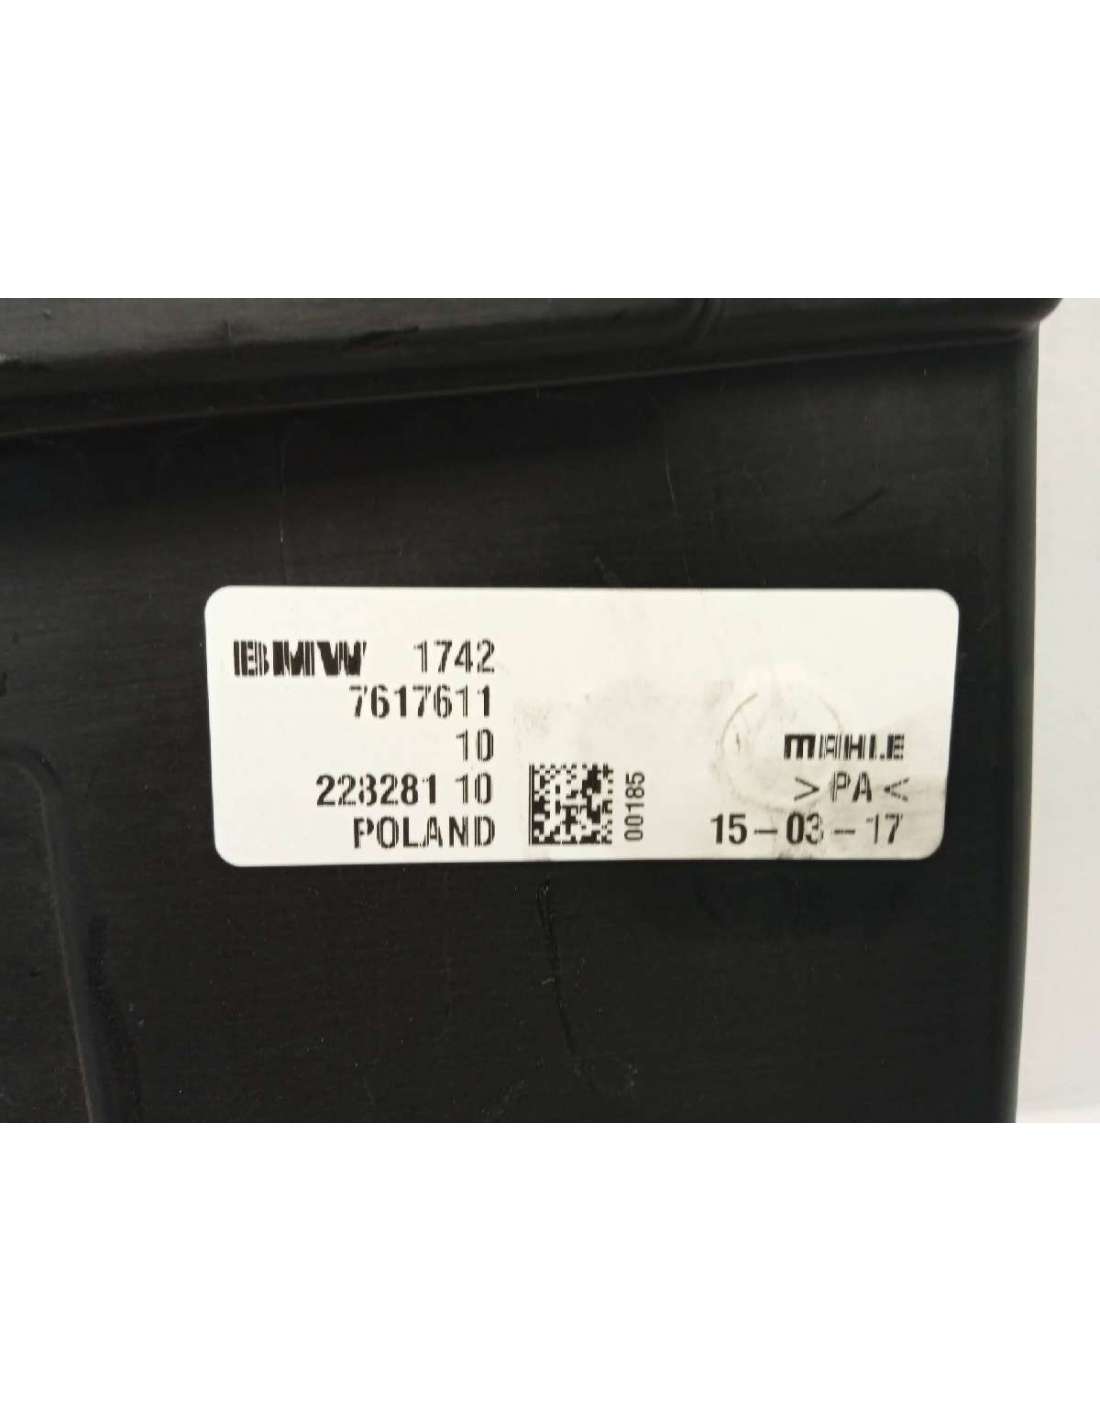 BMW 1742
7617611
10
228281 10
POLAND
00185
MAHLE
>PA<
15-03-17